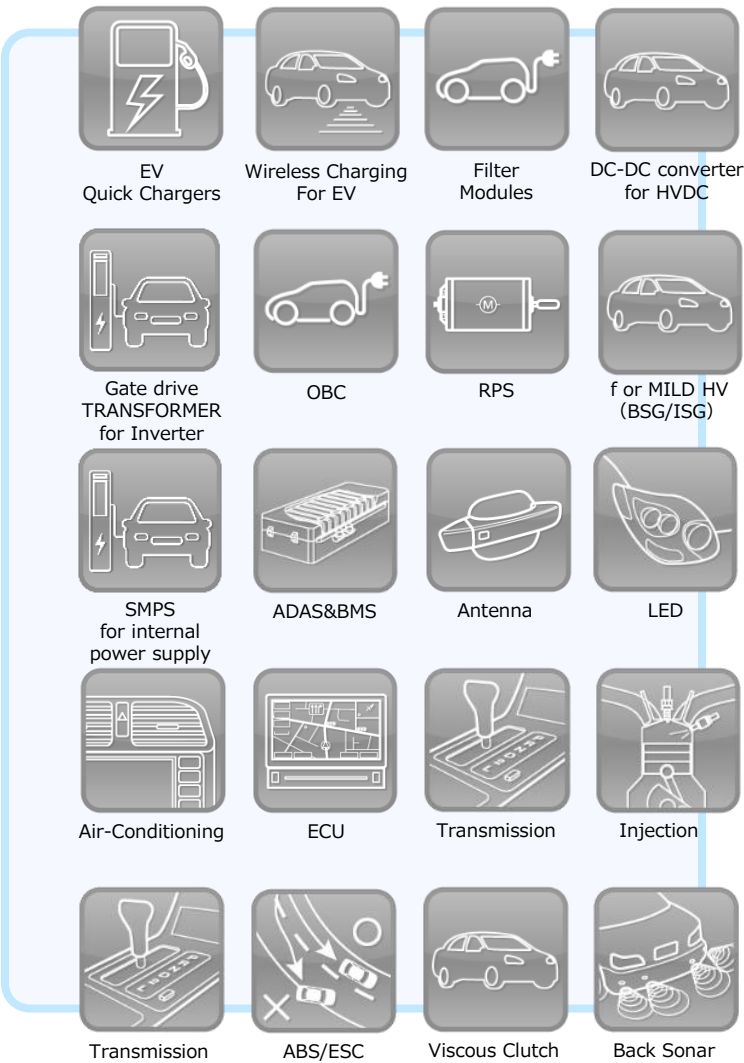 EV
Quick Chargers
Wireless Charging
For EV
Filter
Modules
DC-DC converter
for HVDC
Gate drive
TRANSFORMER
for Inverter
OBC
M
RPS
f or MILD HV
（BSG/ISG）
SMPS
for internal
power supply
ADAS&BMS
Antenna
LED
Air-Conditioning
ECU
Transmission
Injection
Transmission
ABS/ESC
Viscous Clutch
Back Sonar